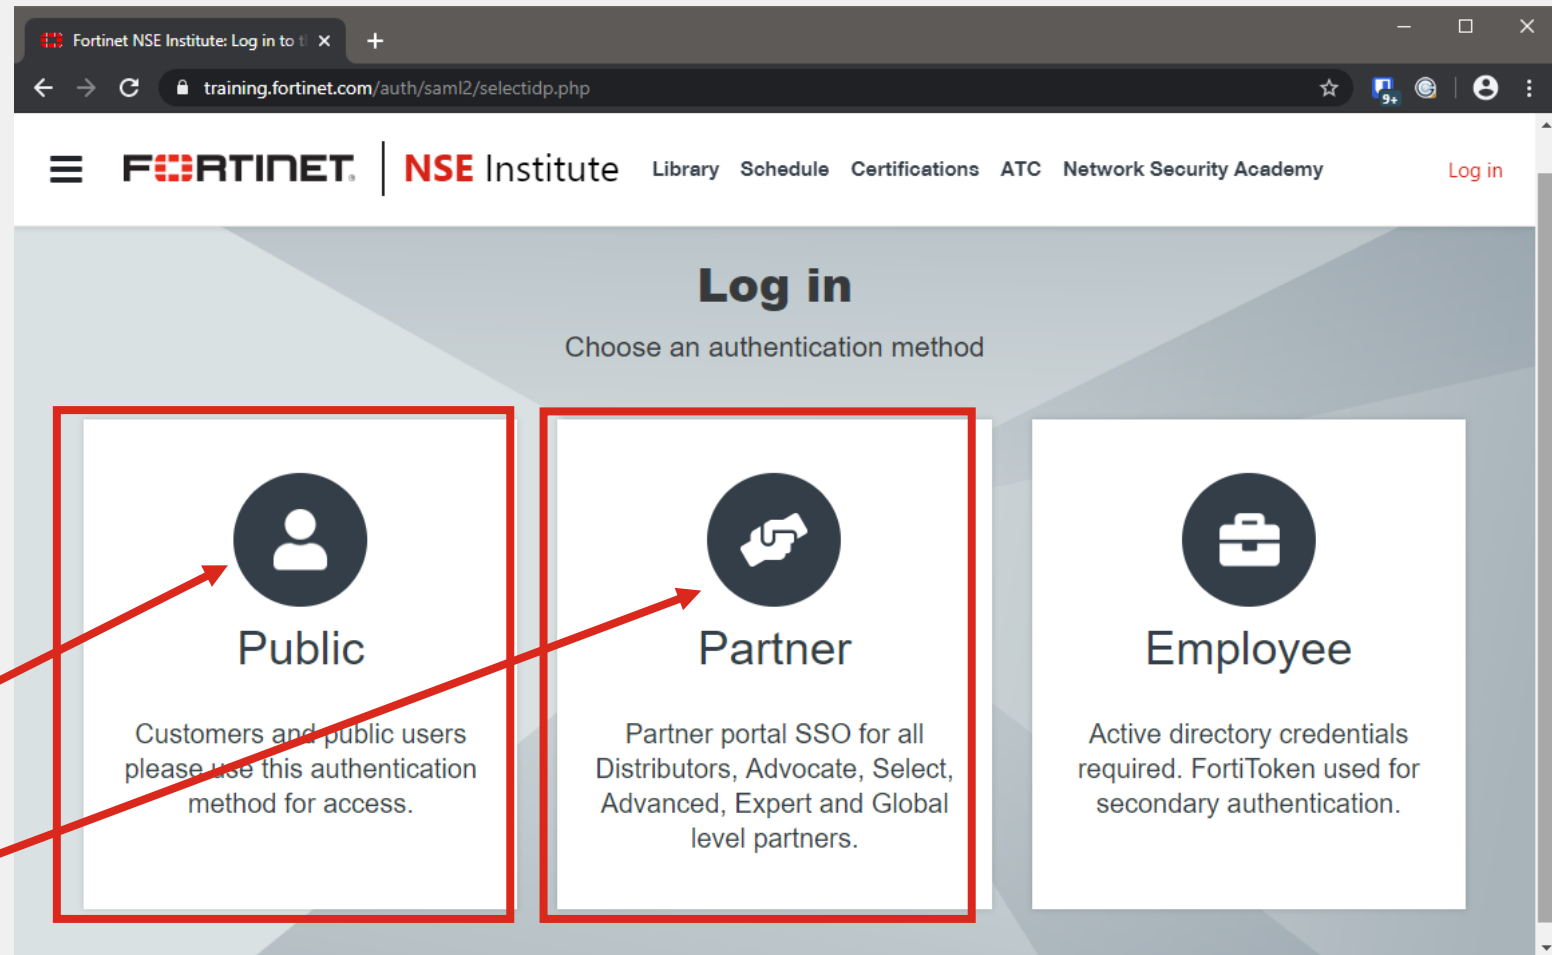 Fortinet NSE Institute: Log in to t
training.fortinet.com/auth/saml2/selectidp.php
9+
FORTINET. NSE Institute Library Schedule Certifications ATC Network Security Academy Log in
Log in
Choose an authentication method
Public
Customers and public users
please use this authentication
method for access.
Partner
Partner portal SSO for all
Distributors, Advocate, Select,
Advanced, Expert and Global
level partners.
Employee
Active directory credentials
required. FortiToken used for
secondary authentication.